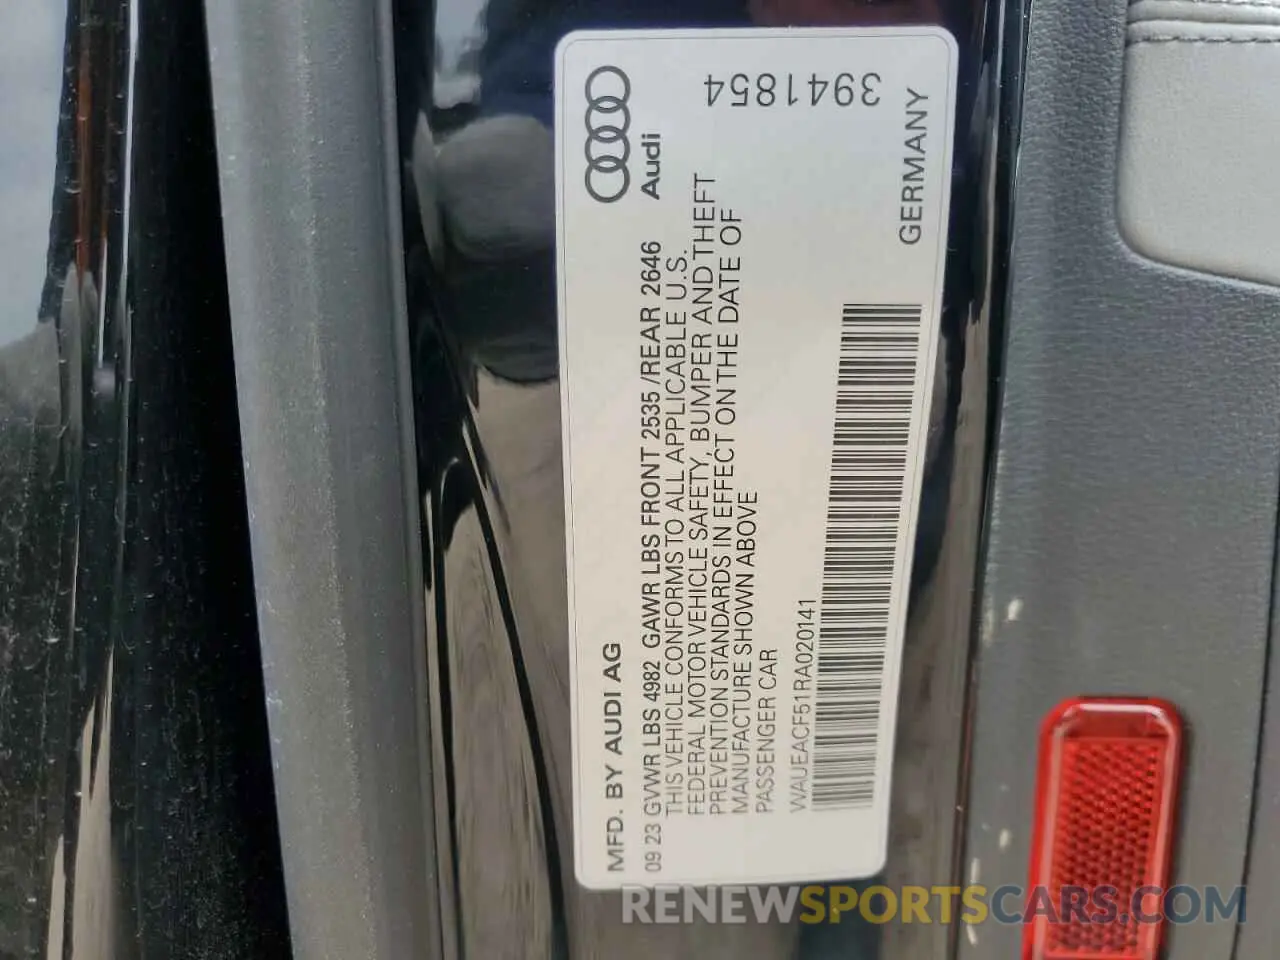 MFD. BY AUDI AG
Audi
09 23 GVWR LBS 4982 GAWR LBS FRONT 2535 /REAR 2646
THIS VEHICLE CONFORMS TO ALL APPLICABLE U.S.
FEDERAL MOTOR VEHICLE SAFETY, BUMPER AND THEFT
PREVENTION STANDARDS IN EFFECT ON THE DATE OF
MANUFACTURE SHOWN ABOVE
PASSENGER CAR
WAUEACF51RA020141
GERMANY
3941854
RENEWSPORTSCARS.COM